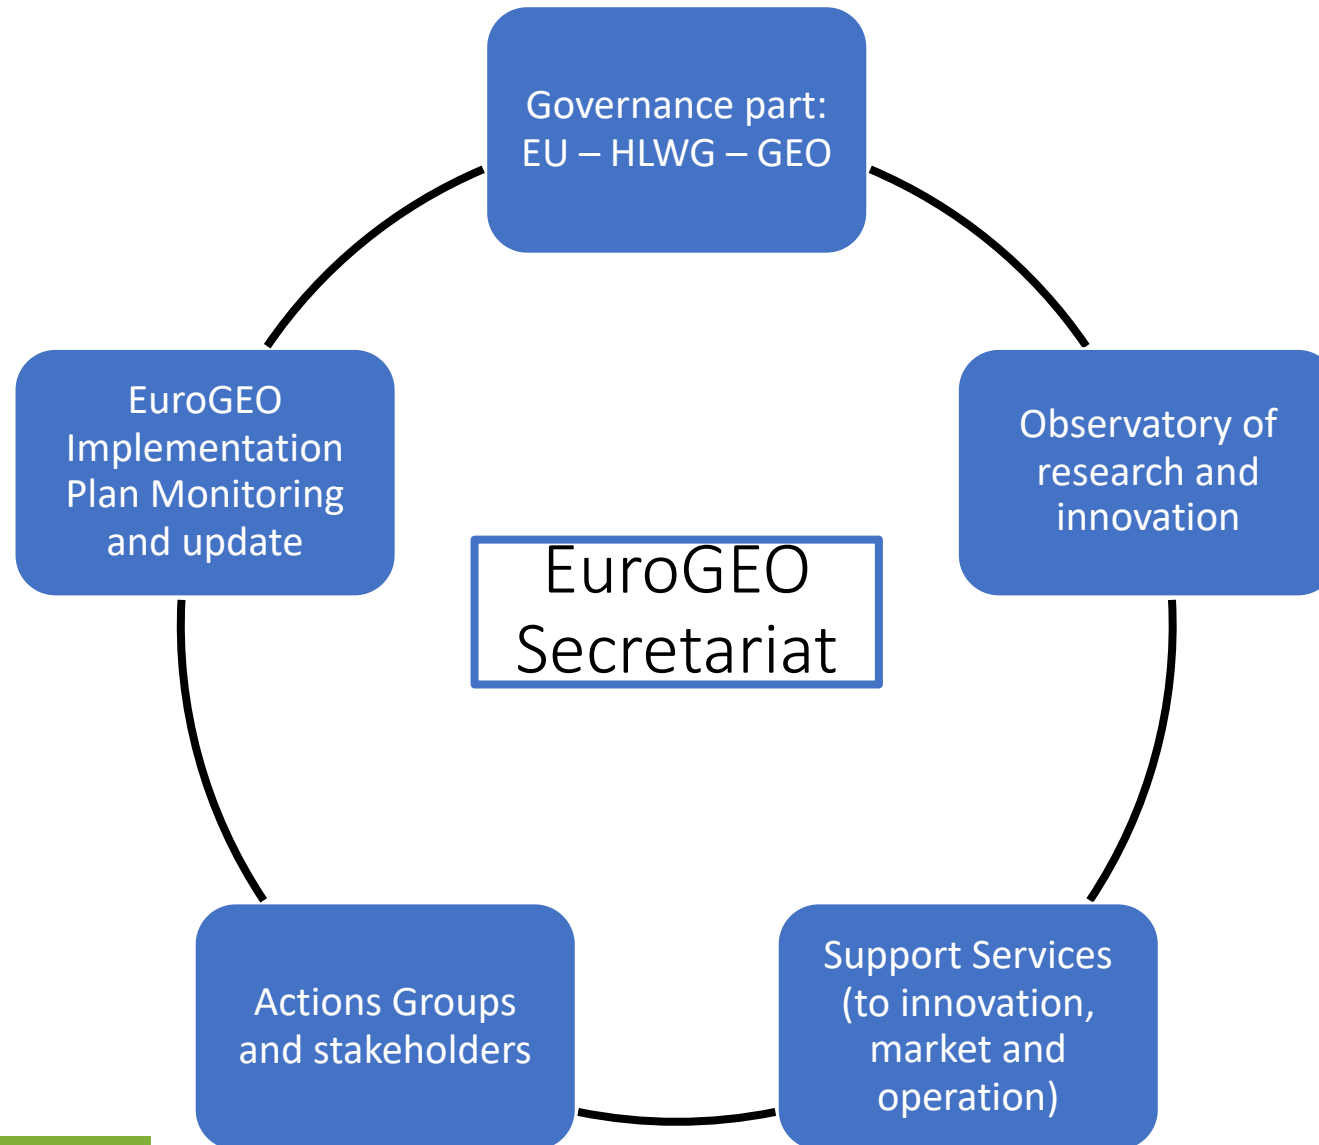 Governance part:
EU – HLWG – GEO
EuroGEO
Implementation
Plan Monitoring
and update
Observatory of
research and
innovation
EuroGEO
Secretariat
Actions Groups
and stakeholders
Support Services
(to innovation,
market and
operation)